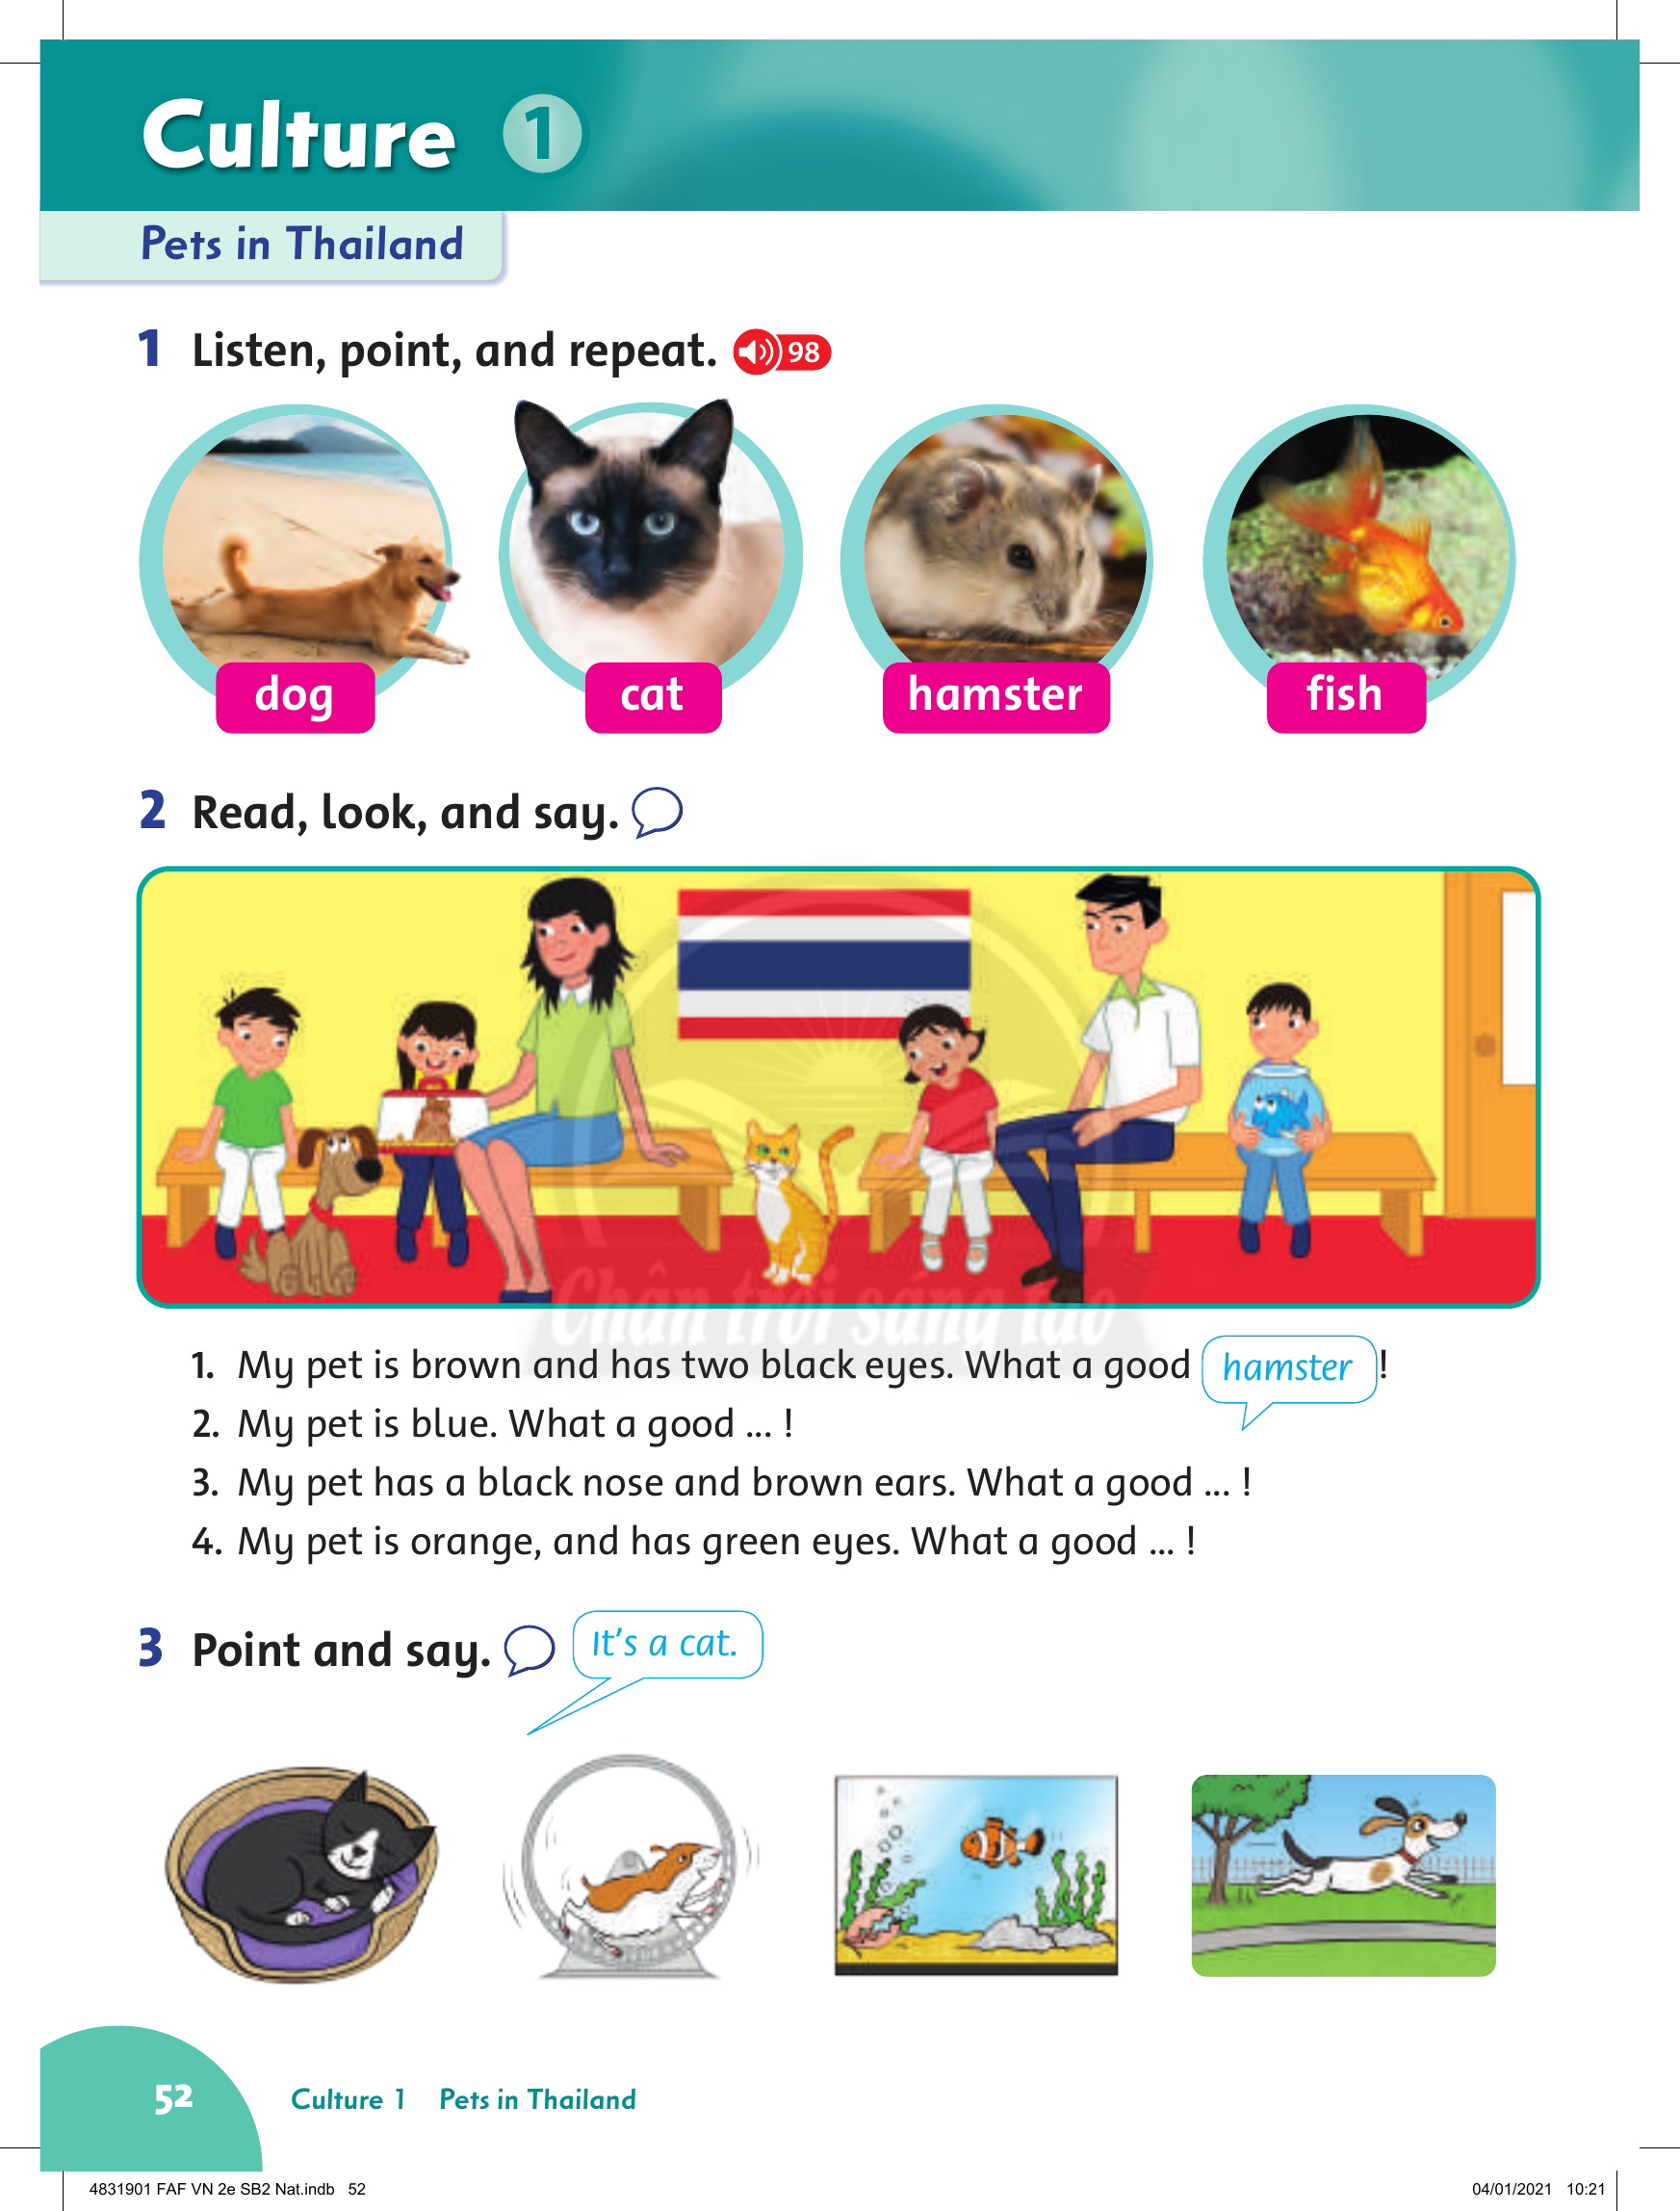 Culture 1
Pets in Thailand
1 Listen, point, and repeat. 98
dog
cat
hamster
fish
2 Read, look, and say.
Chân trời sáng tạo
1. My pet is brown and has two black eyes. What a good hamster !
2. My pet is blue. What a good ... !
3. My pet has a black nose and brown ears. What a good ... !
4. My pet is orange, and has green eyes. What a good ... !
3 Point and say. It's a cat.
52 Culture 1 Pets in Thailand
4831901 FAF VN 2e SB2 Nat.indb 52 04/01/2021 10:21